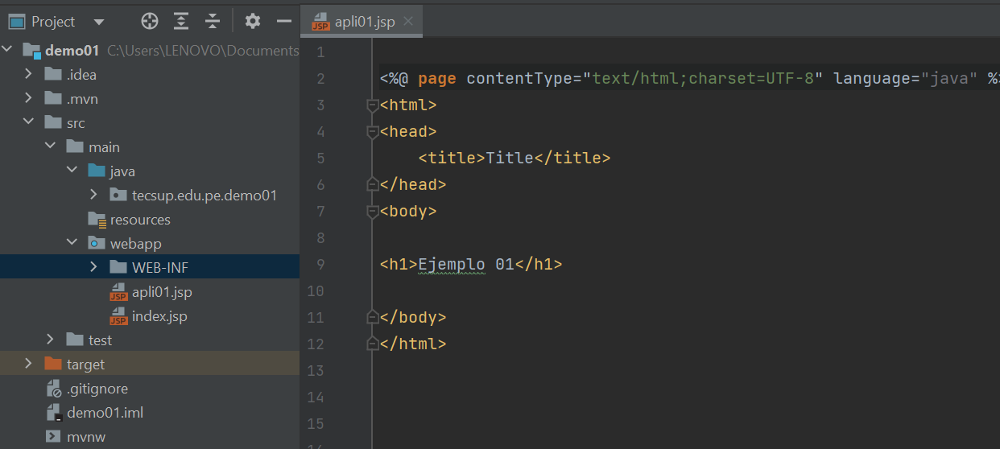 Project
apli01.jsp
demo01 C:\Users\LENOVO\Documents
.idea
.mvn
src
main
java
tecsup.edu.pe.demo01
resources
webapp
WEB-INF
JSP apli01.jsp
JSP index.jsp
test
target
.gitignore
demo01.iml
mvnw
1
2 <%@ page contentType="text/html;charset=UTF-8" language="java" %>
3 <html>
4 <head>
5 <title>Title</title>
6 </head>
7 <body>
8
9 <h1>Ejemplo 01</h1>
10
11 </body>
12 </html>
13
14
15
16